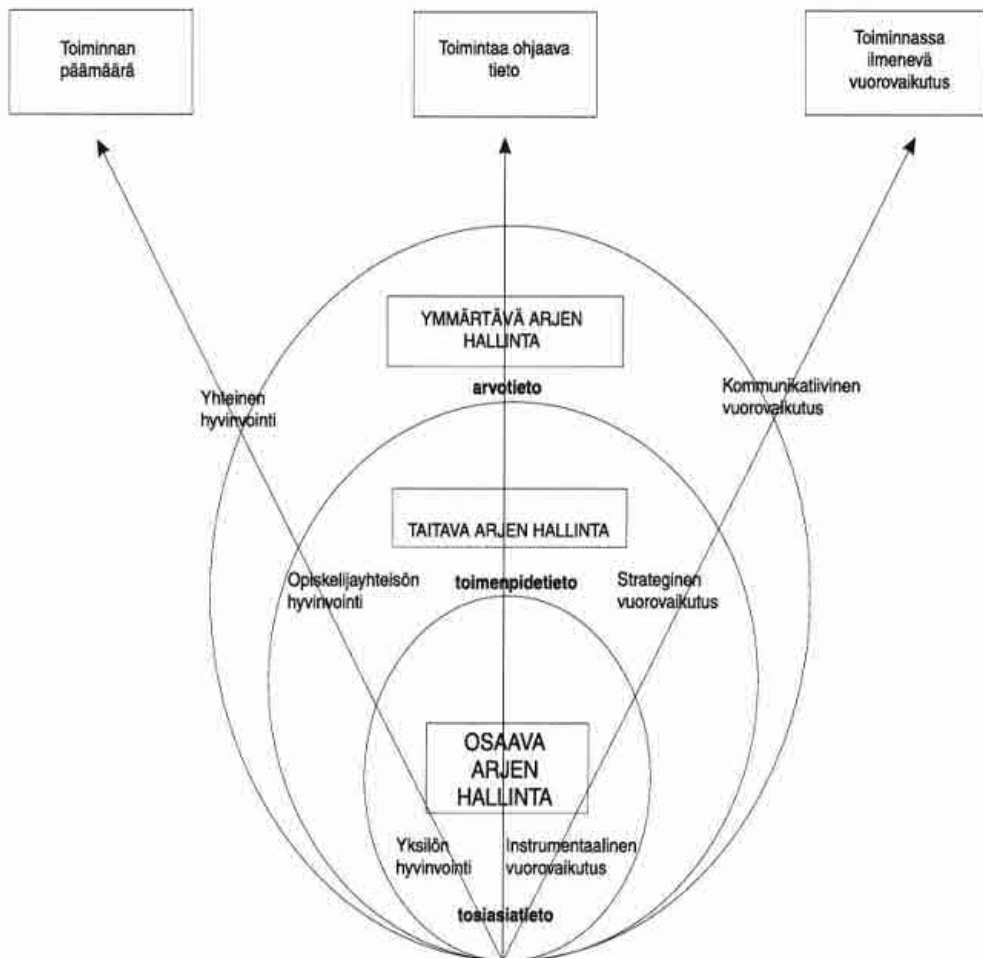 Toiminnan
päämäärä
Toimintaa ohjaava
tieto
Toiminnassa
ilmenevä
vuorovaikutus
YMMÄRTÄVÄ ARJEN
HALLINTA
arvotieto
Yhteinen
hyvinvointi
Kommunikatiivinen
vuorovaikutus
TAITAVA ARJEN HALLINTA
toimenpidetieto
Opiskelijayhteisön
hyvinvointi
Strateginen
vuorovaikutus
OSAAVA
ARJEN
HALLINTA
Yksilön
hyvinvointi
Instrumentaalinen
vuorovaikutus
tosiasiatieto